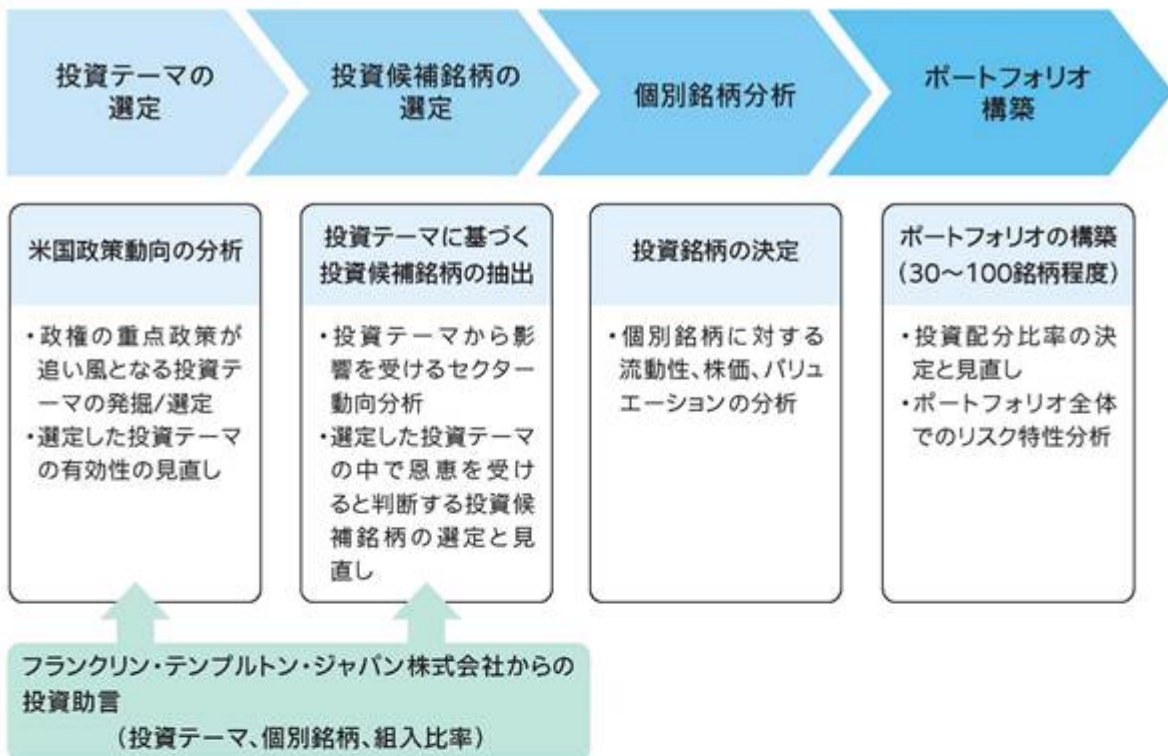 投資テーマの
選定
投資候補銘柄の
選定
個別銘柄分析
ポートフォリオ
構築
米国政策動向の分析
・政権の重点政策が
追い風となる投資テ
ーマの発掘/選定
・選定した投資テーマ
の有効性の見直し
投資テーマに基づく
投資候補銘柄の抽出
・投資テーマから影
響を受けるセクター
動向分析
・選定した投資テーマ
の中で恩恵を受け
ると判断する投資候
補銘柄の選定と見
直し
投資銘柄の決定
・個別銘柄に対する
流動性、株価、バリュ
エーションの分析
ポートフォリオの構築
(30〜100銘柄程度)
・投資配分比率の決
定と見直し
・ポートフォリオ全体
でのリスク特性分析
フランクリン・テンプルトン・ジャパン株式会社からの
投資助言
(投資テーマ、個別銘柄、組入比率)